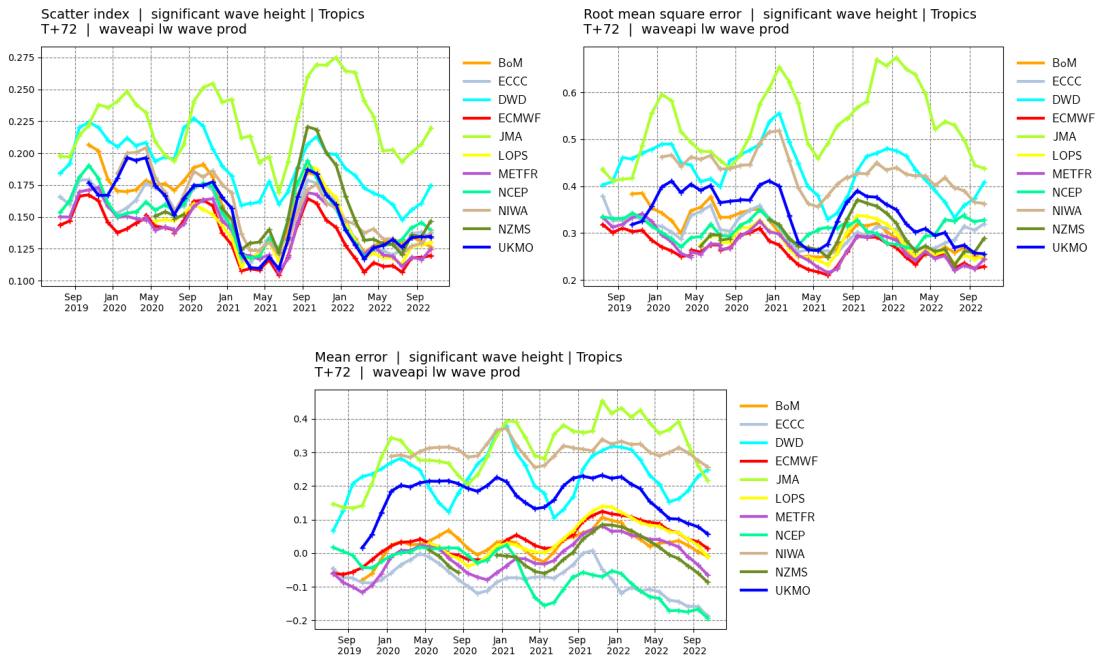 Scatter index | significant wave height | Tropics
T+72 | waveapi lw wave prod
0.275
0.250
0.225
0.200
0.175
0.150
0.125
0.100
Sep Jan May Sep Jan May Sep Jan May Sep
2019 2020 2020 2020 2021 2021 2021 2022 2022 2022
BoM
ECCC
DWD
ECMWF
JMA
LOPS
METFR
NCEP
NIWA
NZMS
UKMO
Root mean square error | significant wave height | Tropics
T+72 | waveapi lw wave prod
0.6
0.5
0.4
0.3
0.2
Sep Jan May Sep Jan May Sep Jan May Sep
2019 2020 2020 2020 2021 2021 2021 2022 2022 2022
BoM
ECCC
DWD
ECMWF
JMA
LOPS
METFR
NCEP
NIWA
NZMS
UKMO
Mean error | significant wave height | Tropics
T+72 | waveapi lw wave prod
0.4
0.3
0.2
0.1
0.0
−0.1
−0.2
Sep Jan May Sep Jan May Sep Jan May Sep
2019 2020 2020 2020 2021 2021 2021 2022 2022 2022
BoM
ECCC
DWD
ECMWF
JMA
LOPS
METFR
NCEP
NIWA
NZMS
UKMO